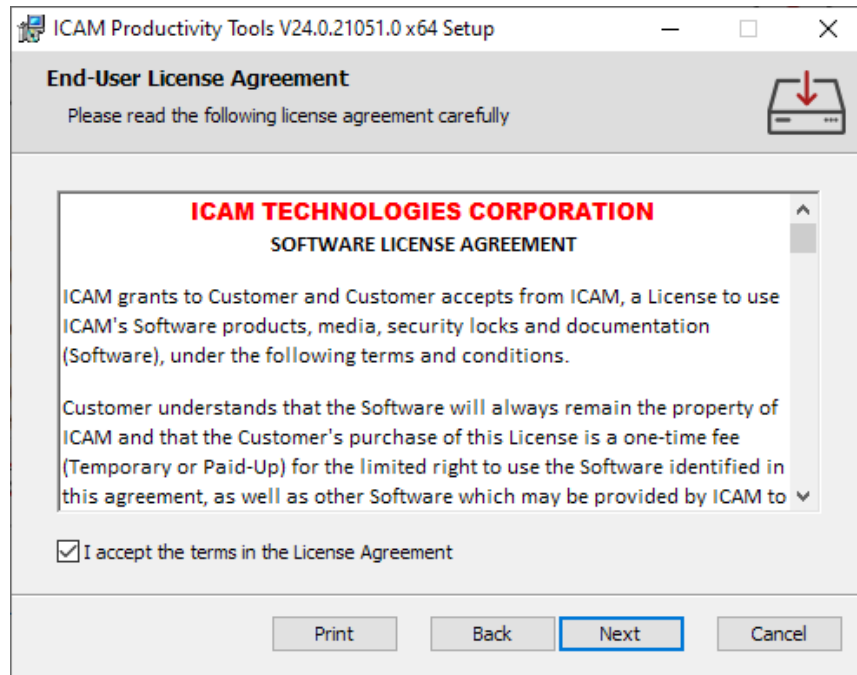 ICAM Productivity Tools V24.0.21051.0 x64 Setup
End-User License Agreement
Please read the following license agreement carefully
ICAM TECHNOLOGIES CORPORATION
SOFTWARE LICENSE AGREEMENT
ICAM grants to Customer and Customer accepts from ICAM, a License to use
ICAM's Software products, media, security locks and documentation
(Software), under the following terms and conditions.
Customer understands that the Software will always remain the property of
ICAM and that the Customer's purchase of this License is a one-time fee
(Temporary or Paid-Up) for the limited right to use the Software identified in
this agreement, as well as other Software which may be provided by ICAM to
I accept the terms in the License Agreement
Print Back Next Cancel